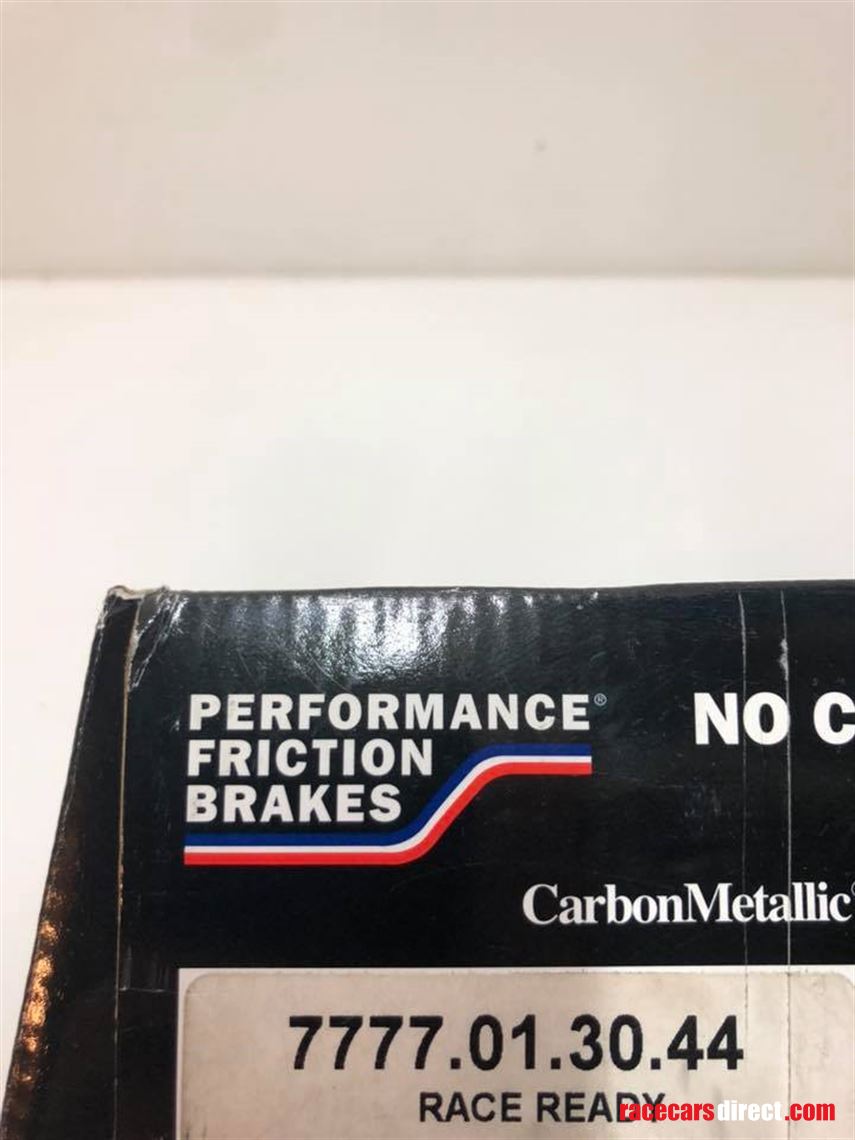 PERFORMANCE®
FRICTION
BRAKES
NO C
CarbonMetallic®
7777.01.30.44
RACE READY
racecarsdirect.com